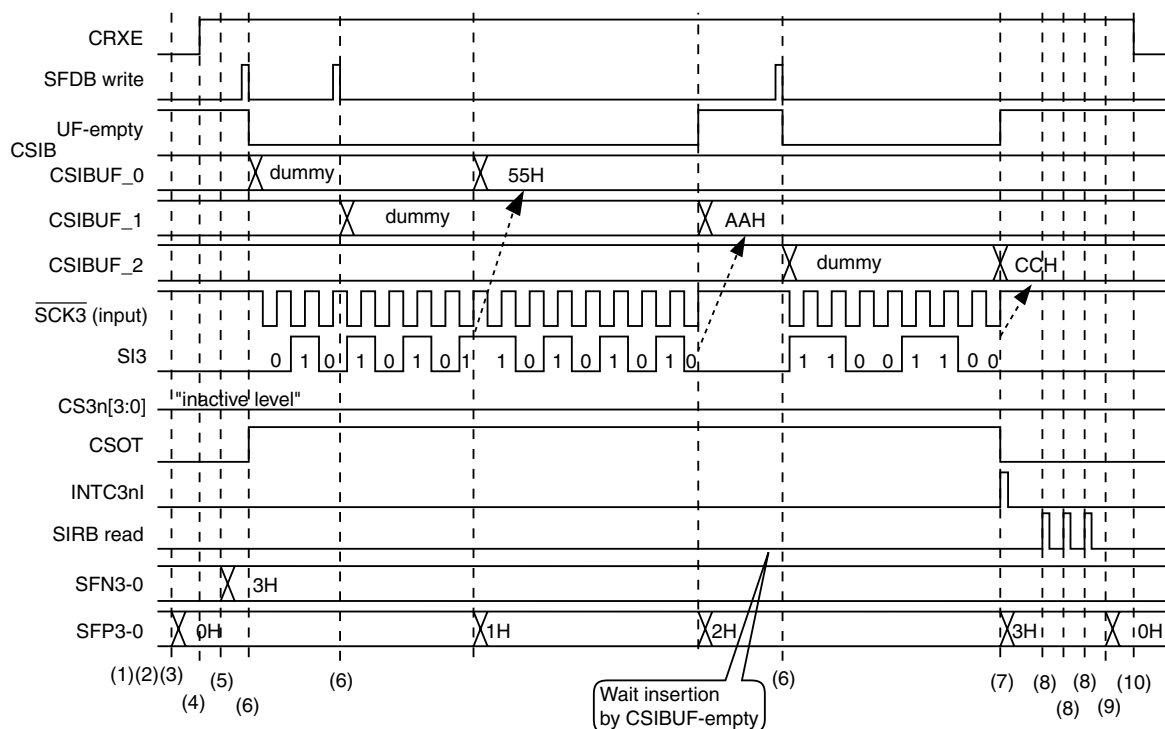 CRXE
SFDB write
UF-empty
CSIB
CSIBUF_0 dummy 55H
CSIBUF_1 dummy AAH
CSIBUF_2 dummy CCH
SCK3 (input)
SI3 0 1 0 1 0 1 0 1 1 0 1 0 1 0 1 0 1 1 0 0 1 1 0 0
CS3n[3:0] "inactive level"
CSOT
INTC3nI
SIRB read
SFN3-0 3H
SFP3-0 0H 1H 2H 3H 0H
(1)(2)(3) (5) (6) (6) (7) (8) (8) (10)
(4) (6) (8) (9)
Wait insertion
by CSIBUF-empty